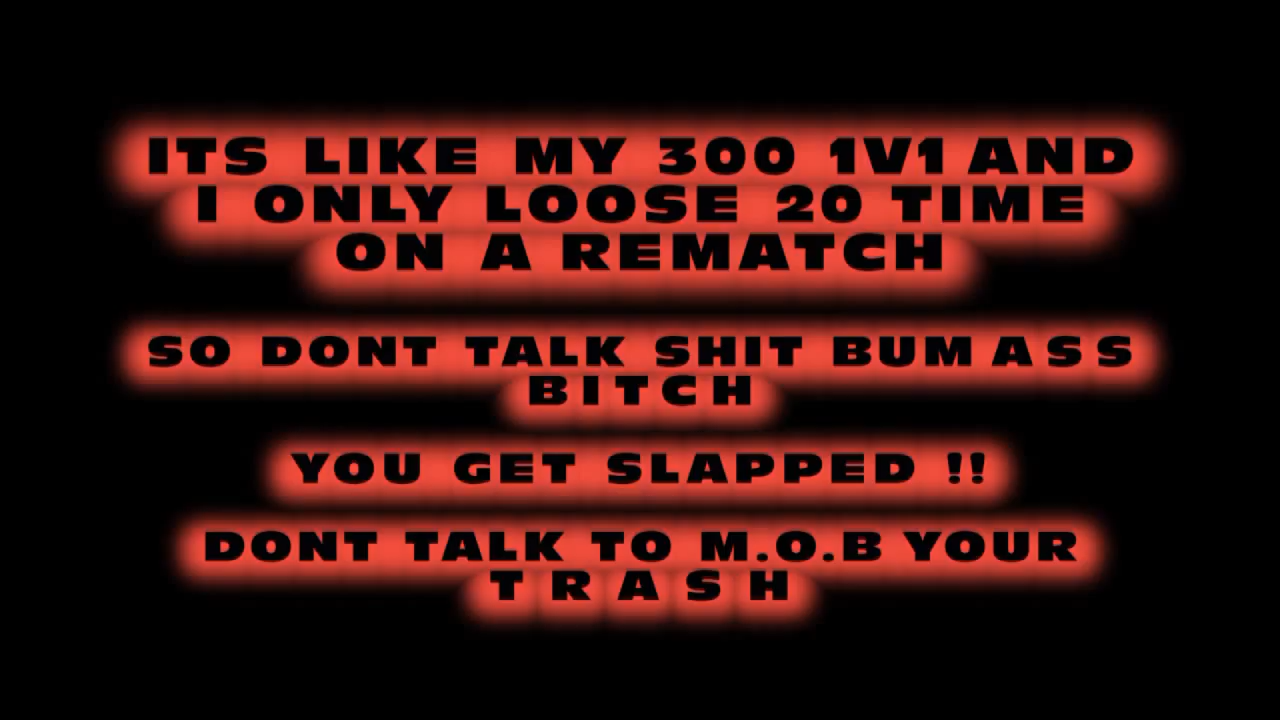 ITS LIKE MY 300 1V1 AND
I ONLY LOOSE 20 TIME
ON A REMATCH
SO DONT TALK SHIT BUM ASS
BITCH
YOU GET SLAPPED !!
DONT TALK TO M.O.B YOUR
TRASH